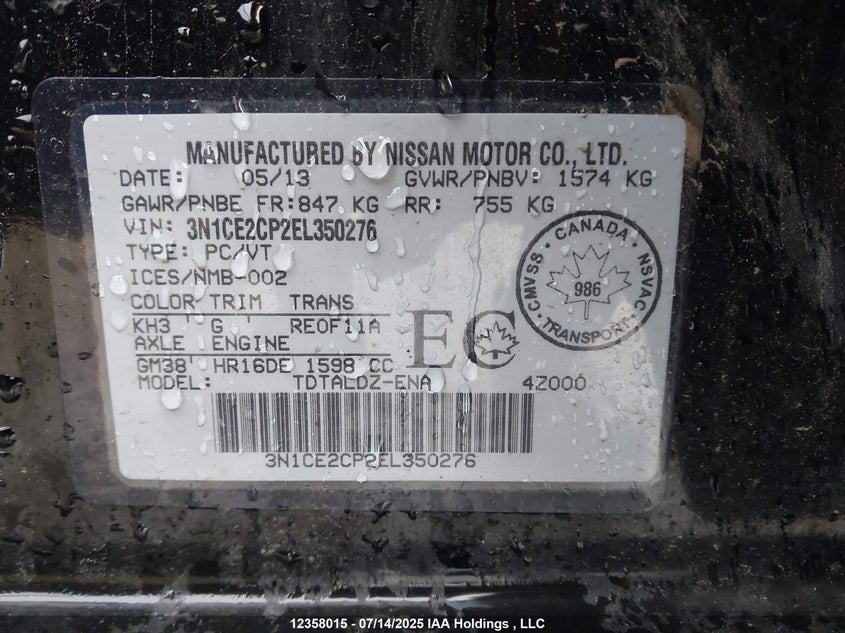 MANUFACTURED BY NISSAN MOTOR CO., LTD.
DATE: 05/13 GVWR/PNBV: 1574 KG
GAWR/PNBE FR: 847 KG RR: 755 KG
VIN: 3N1CE2CP2EL350276
TYPE: PC/VT
ICES/NMB-002
COLOR TRIM TRANS
KH3 ' G ' RE0F11A
AXLE ENGINE
GM38' HR16DE 1598 CC
MODEL: TDTALDZ-ENA 4Z000
EC
CMVSS • CANADA • NSVAC • TRANSPORT
986
3N1CE2CP2EL350276
12358015 - 07/14/2025 IAA Holdings , LLC